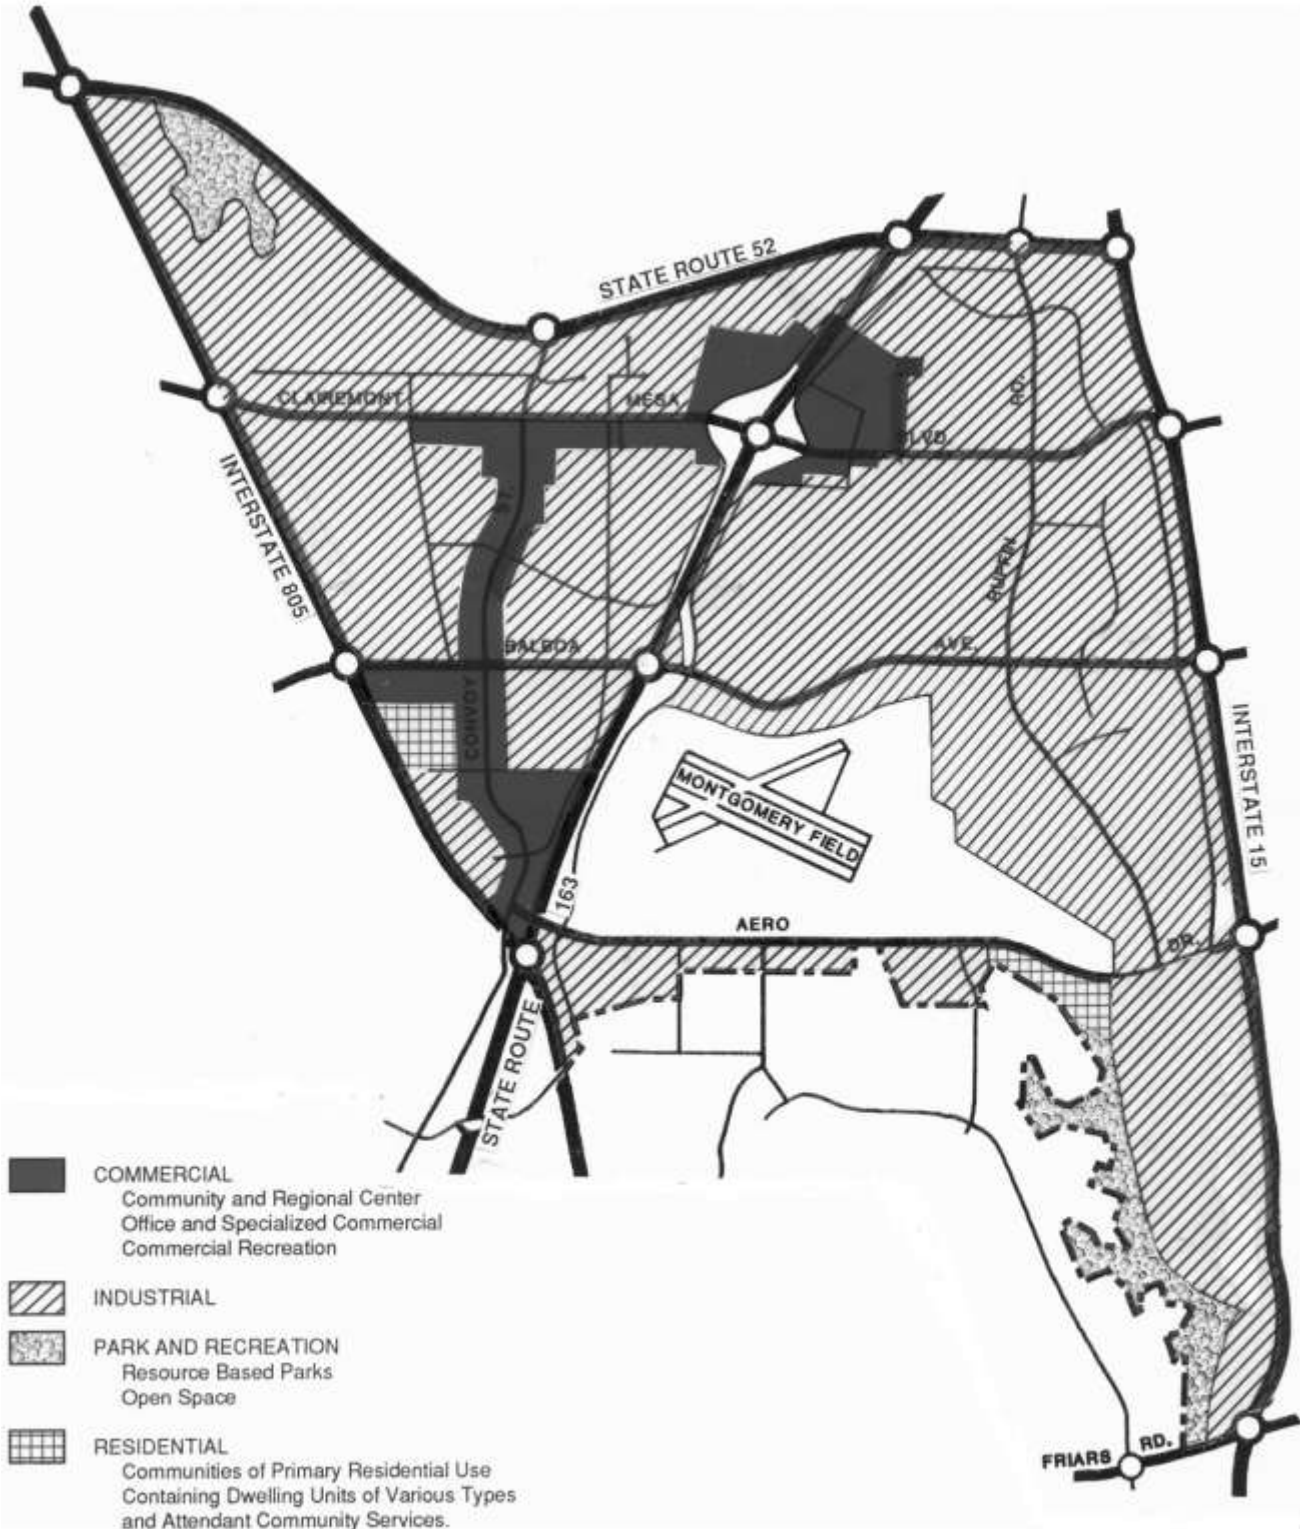 STATE ROUTE 52
CLAIREMONT
MESA
BLVD.
RD.
INTERSTATE 805
ST.
RUFFIN
BALBOA
AVE.
CONVOY
INTERSTATE 15
MONTGOMERY FIELD
163
AERO
DR.
STATE ROUTE
COMMERCIAL
Community and Regional Center
Office and Specialized Commercial
Commercial Recreation
INDUSTRIAL
PARK AND RECREATION
Resource Based Parks
Open Space
RESIDENTIAL
Communities of Primary Residential Use
Containing Dwelling Units of Various Types
and Attendant Community Services.
FRIARS RD.